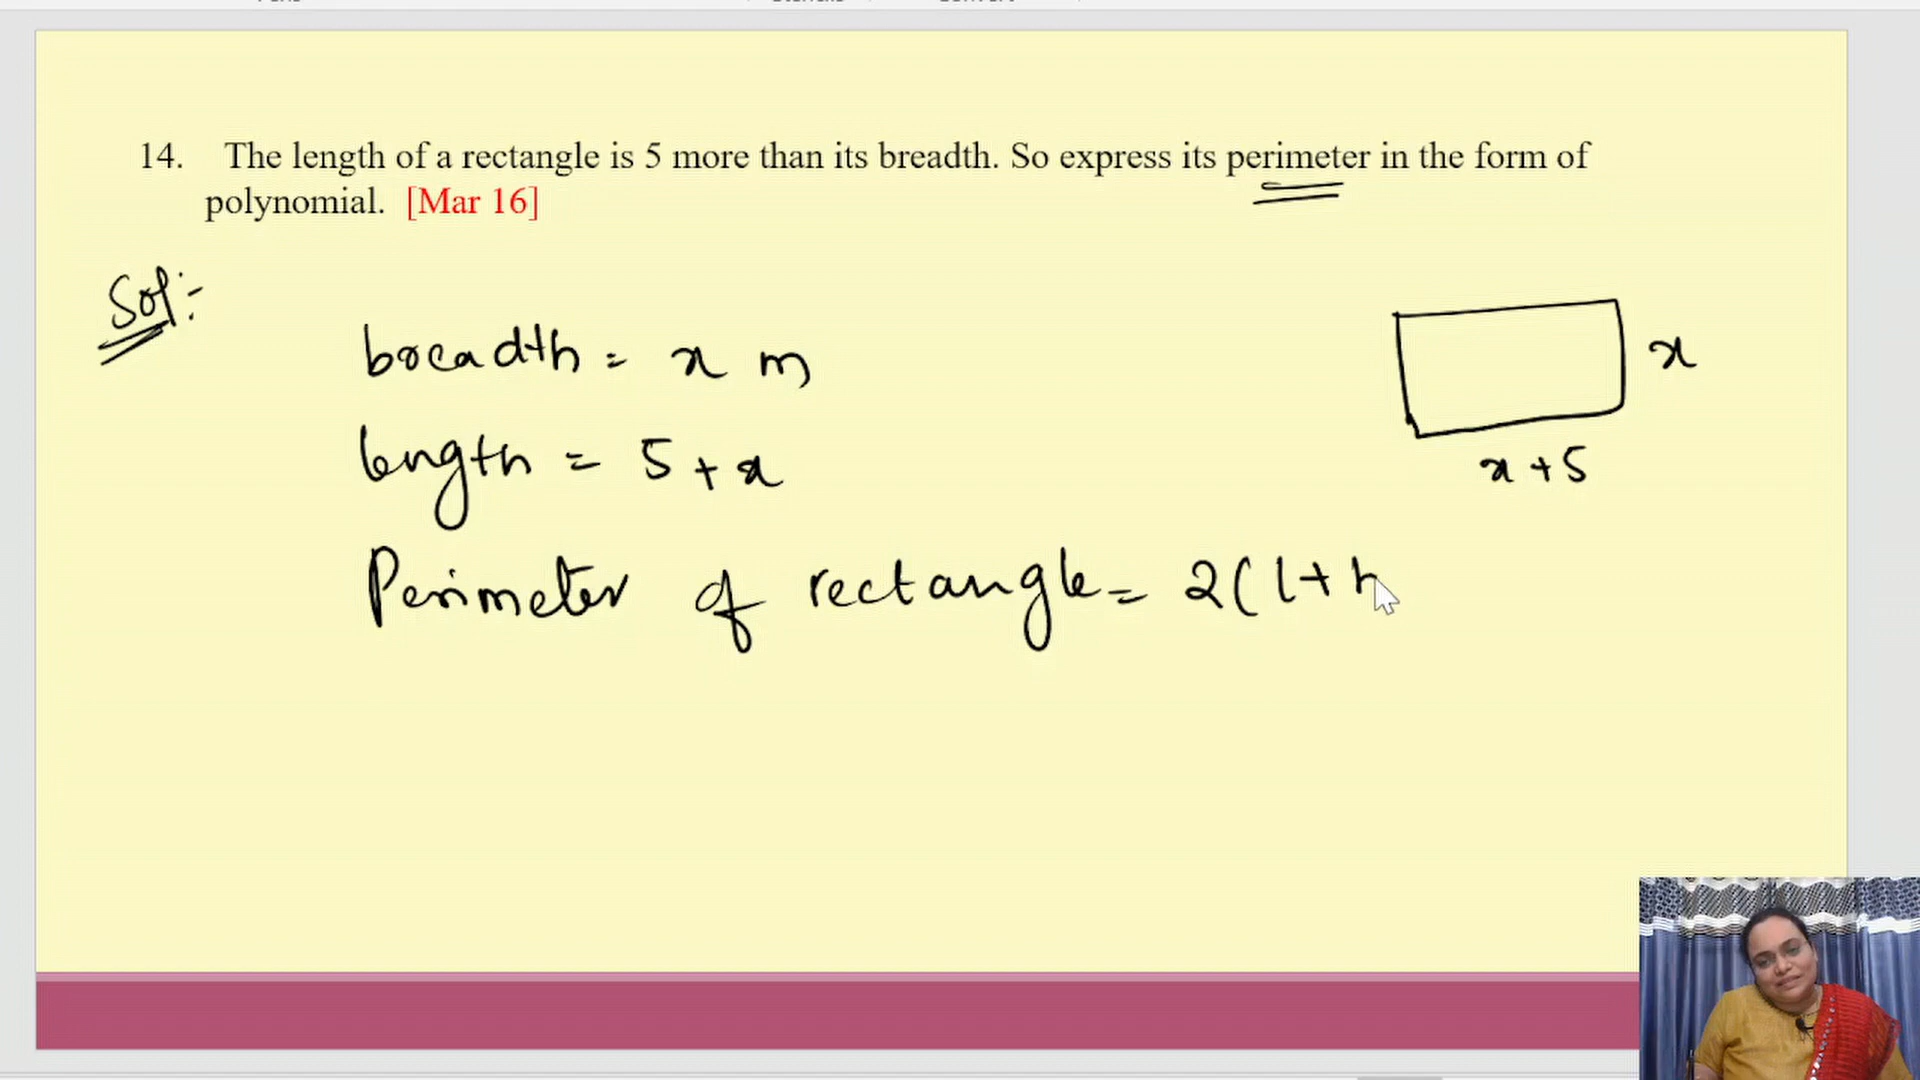 14. The length of a rectangle is 5 more than its breadth. So express its perimeter in the form of
polynomial. [Mar 16]
Sol:-
breadth = x m
x
length = 5 + x
x + 5
Perimeter of rectangle = 2(l+b